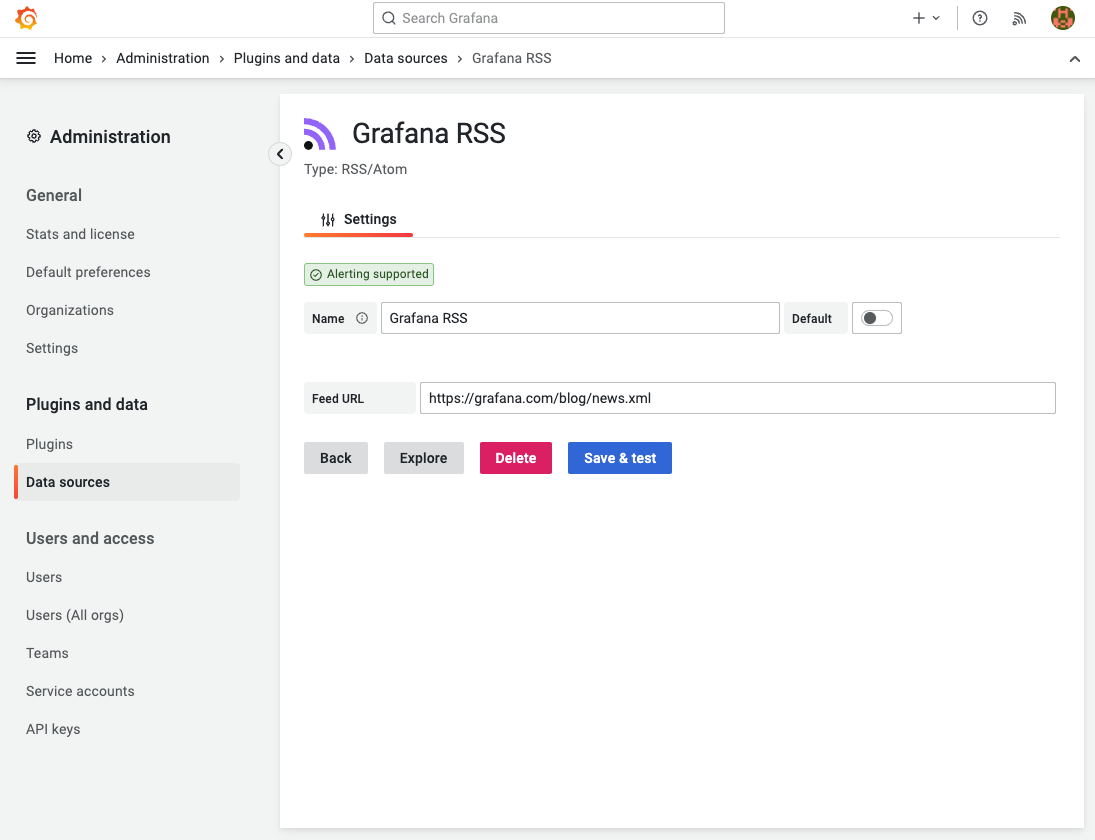 Search Grafana
Home › Administration › Plugins and data › Data sources › Grafana RSS
Administration
General
Stats and license
Default preferences
Organizations
Settings
Plugins and data
Plugins
Data sources
Users and access
Users
Users (All orgs)
Teams
Service accounts
API keys
Grafana RSS
Type: RSS/Atom
Settings
Alerting supported
Name Grafana RSS Default
Feed URL https://grafana.com/blog/news.xml
Back Explore Delete Save & test